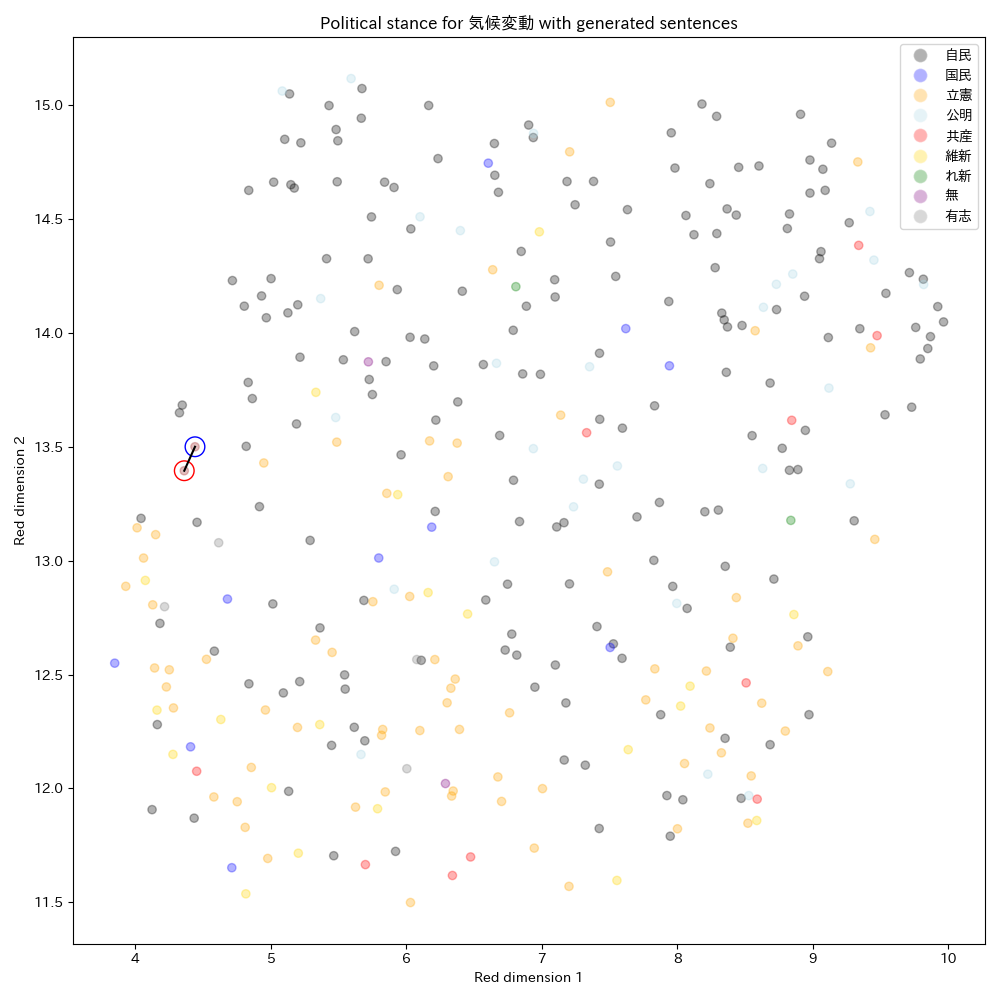 Political stance for 気候変動 with generated sentences
自民
国民
立憲
公明
共産
維新
れ新
無
有志
15.0
14.5
14.0
13.5
13.0
12.5
12.0
11.5
Red dimension 2
4 5 6 7 8 9 10
Red dimension 1